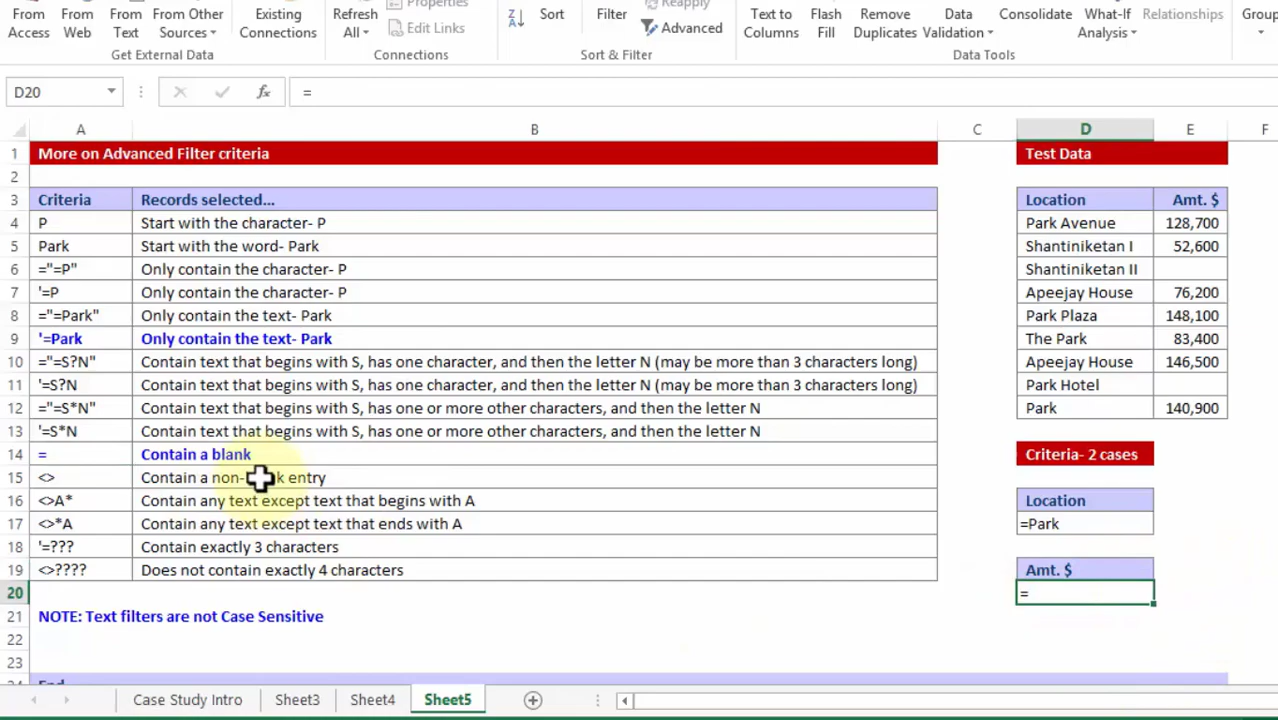 Properties Reapply
From Access From Web From Text From Other Sources Existing Connections Refresh All Edit Links Sort Filter Advanced Text to Columns Flash Fill Remove Duplicates Data Validation Consolidate What-If Analysis Relationships Group
Get External Data Connections Sort & Filter Data Tools
D20 fx =
A B C D E F
1 More on Advanced Filter criteria Test Data
2
3 Criteria Records selected... Location Amt. $
4 P Start with the character- P Park Avenue 128,700
5 Park Start with the word- Park Shantiniketan I 52,600
6 ="=P" Only contain the character- P Shantiniketan II
7 '=P Only contain the character- P Apeejay House 76,200
8 ="=Park" Only contain the text- Park Park Plaza 148,100
9 '=Park Only contain the text- Park The Park 83,400
10 ="=S?N" Contain text that begins with S, has one character, and then the letter N (may be more than 3 characters long) Apeejay House 146,500
11 '=S?N Contain text that begins with S, has one character, and then the letter N (may be more than 3 characters long) Park Hotel
12 ="=S*N" Contain text that begins with S, has one or more other characters, and then the letter N Park 140,900
13 '=S*N Contain text that begins with S, has one or more other characters, and then the letter N
14 = Contain a blank Criteria- 2 cases
15 <> Contain a non-blank entry
16 <>A* Contain any text except text that begins with A Location
17 <>*A Contain any text except text that ends with A =Park
18 '=??? Contain exactly 3 characters
19 <>???? Does not contain exactly 4 characters Amt. $
20 =
21 NOTE: Text filters are not Case Sensitive
22
23
24 End
Case Study Intro Sheet3 Sheet4 Sheet5